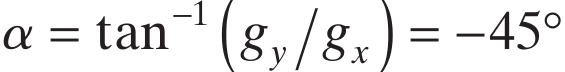 α = tan⁻¹ (g_y/g_x) = −45°